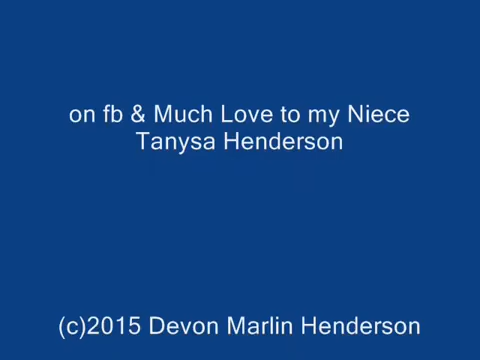 on fb & Much Love to my Niece
Tanysa Henderson
(c)2015 Devon Marlin Henderson